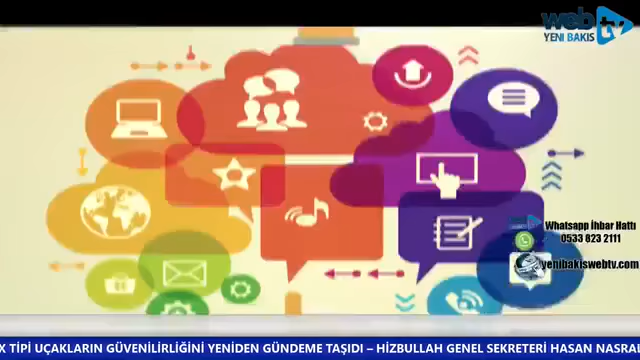 web tv
YENİ BAKIŞ
Whatsapp İhbar Hattı
0533 823 2111
yenibakiswebtv.com
X TİPİ UÇAKLARIN GÜVENİLİRLİĞİNİ YENİDEN GÜNDEME TAŞIDI – HİZBULLAH GENEL SEKRETERİ HASAN NASRAL